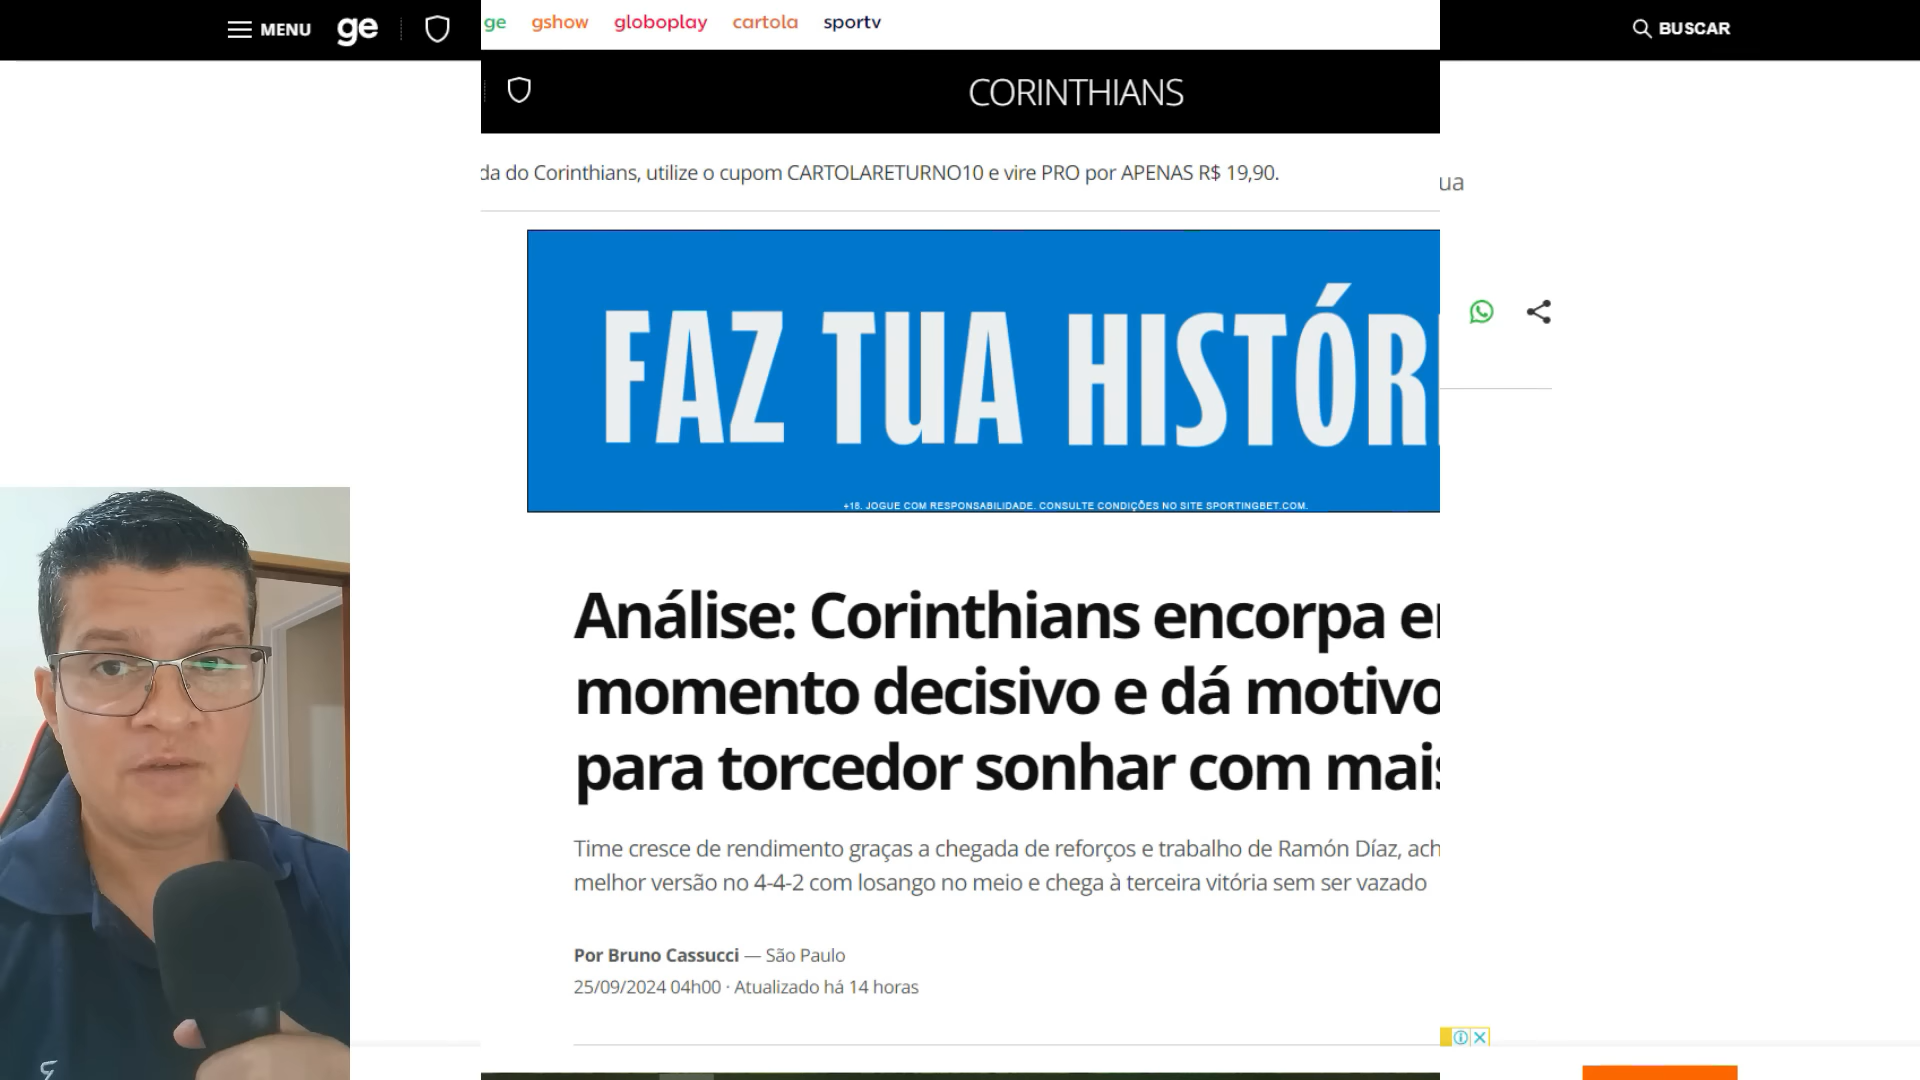 MENU ge
BUSCAR
ge gshow globoplay cartola sportv
CORINTHIANS
da do Corinthians, utilize o cupom CARTOLARETURNO10 e vire PRO por APENAS R$ 19,90.
ua
FAZ TUA HISTÓR
+18. JOGUE COM RESPONSABILIDADE. CONSULTE CONDIÇÕES NO SITE SPORTINGBET.COM.
Análise: Corinthians encorpa e
momento decisivo e dá motivo
para torcedor sonhar com mais
Time cresce de rendimento graças a chegada de reforços e trabalho de Ramón Díaz, ach
melhor versão no 4-4-2 com losango no meio e chega à terceira vitória sem ser vazado
Por Bruno Cassucci — São Paulo
25/09/2024 04h00 · Atualizado há 14 horas